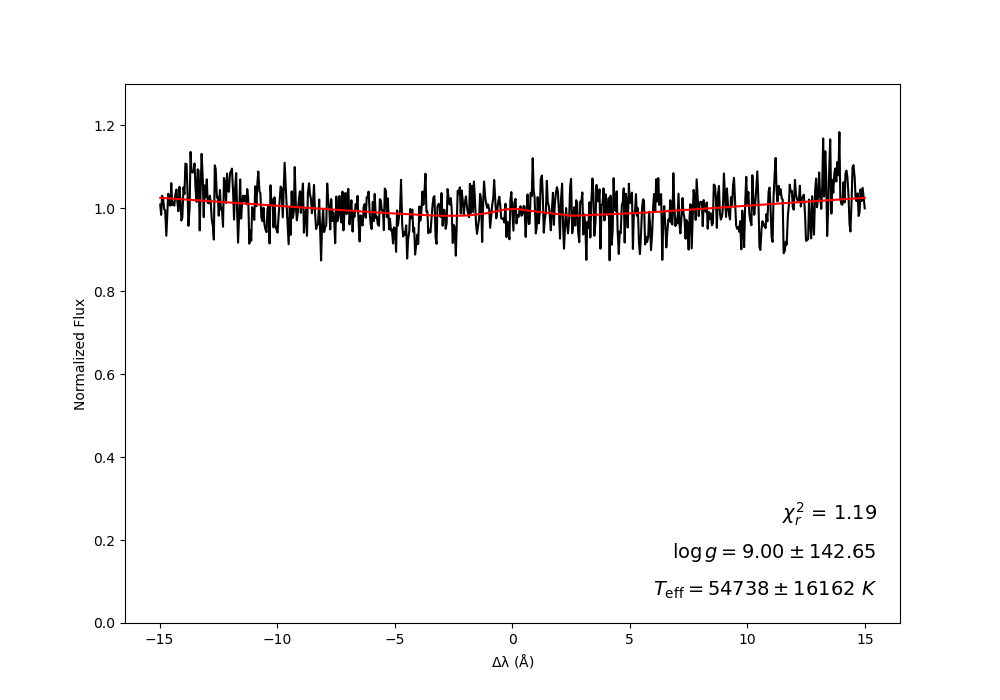 1.2
1.0
0.8
0.6
0.4
0.2
0.0
Normalized Flux
χ²ᵣ = 1.19
log g = 9.00 ± 142.65
T_eff = 54738 ± 16162 K
−15 −10 −5 0 5 10 15
Δλ (Å)